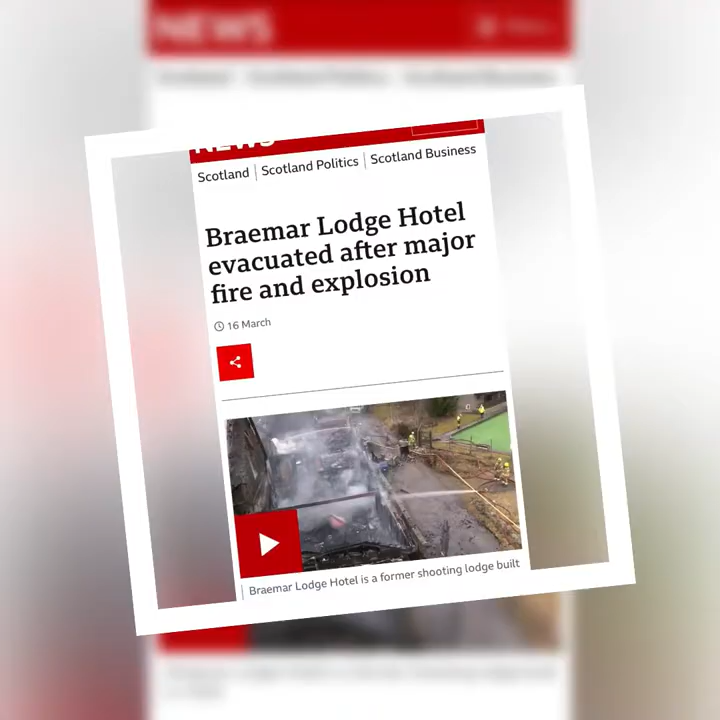 NEWS
NEWS
Scotland | Scotland Politics | Scotland Business
Braemar Lodge Hotel
evacuated after major
fire and explosion
16 March
Braemar Lodge Hotel is a former shooting lodge built